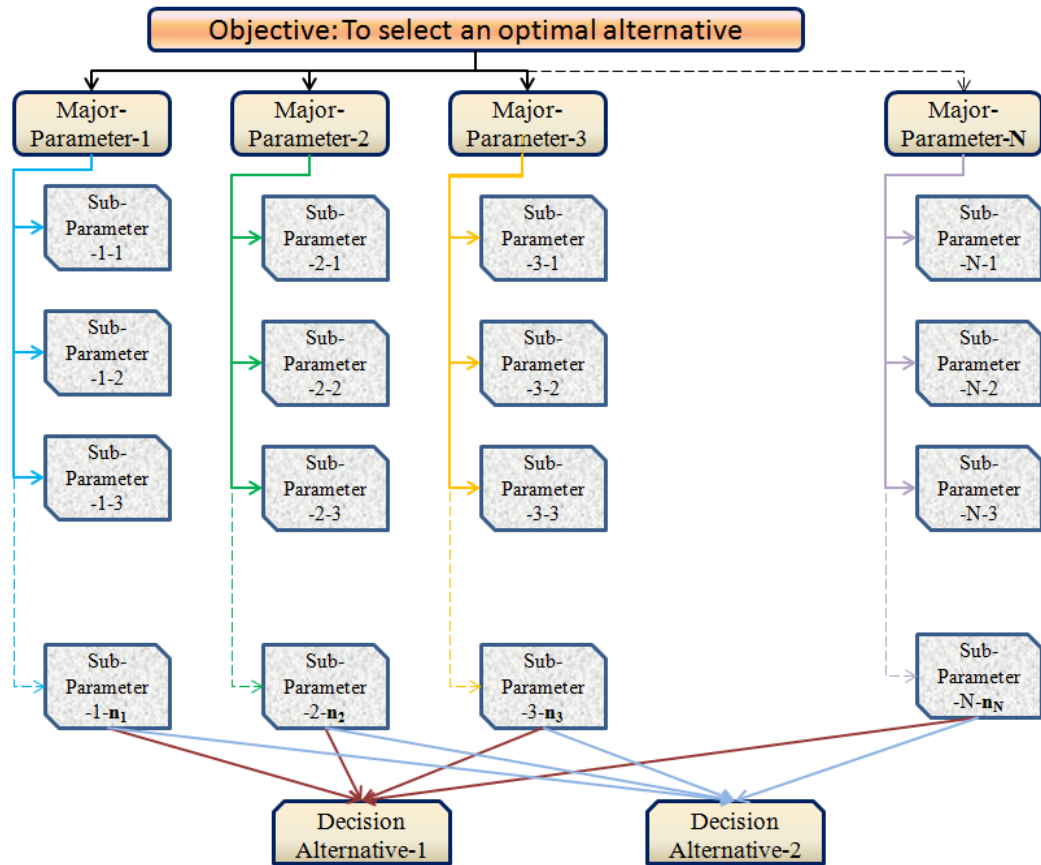 Objective: To select an optimal alternative
Major-
Parameter-1
Major-
Parameter-2
Major-
Parameter-3
Major-
Parameter-N
Sub-
Parameter
-1-1
Sub-
Parameter
-2-1
Sub-
Parameter
-3-1
Sub-
Parameter
-N-1
Sub-
Parameter
-1-2
Sub-
Parameter
-2-2
Sub-
Parameter
-3-2
Sub-
Parameter
-N-2
Sub-
Parameter
-1-3
Sub-
Parameter
-2-3
Sub-
Parameter
-3-3
Sub-
Parameter
-N-3
Sub-
Parameter
-1-n1
Sub-
Parameter
-2-n2
Sub-
Parameter
-3-n3
Sub-
Parameter
-N-nN
Decision
Alternative-1
Decision
Alternative-2